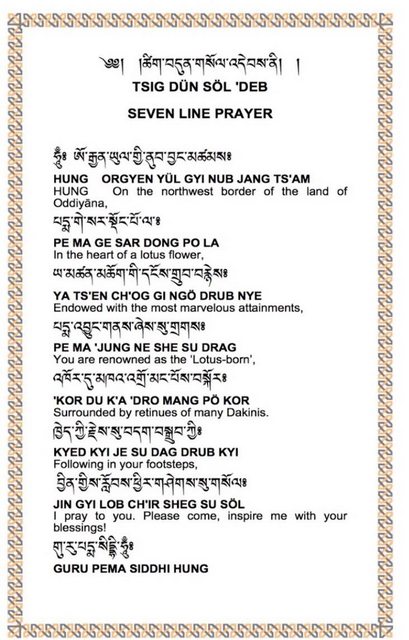 ༄༅། །ཚིག་བདུན་གསོལ་འདེབས་ནི། །
TSIG DÜN SÖL 'DEB
SEVEN LINE PRAYER
ཧཱུྃ༔ ཨོ་རྒྱན་ཡུལ་གྱི་ནུབ་བྱང་མཚམས༔
HUNG ORGYEN YÜL GYI NUB JANG TS'AM
HUNG On the northwest border of the land of
Oddiyāna,
པདྨ་གེ་སར་སྡོང་པོ་ལ༔
PE MA GE SAR DONG PO LA
In the heart of a lotus flower,
ཡ་མཚན་མཆོག་གི་དངོས་གྲུབ་བརྙེས༔
YA TS'EN CH'OG GI NGÖ DRUB NYE
Endowed with the most marvelous attainments,
པདྨ་འབྱུང་གནས་ཞེས་སུ་གྲགས༔
PE MA 'JUNG NE SHE SU DRAG
You are renowned as the ‘Lotus-born’,
འཁོར་དུ་མཁའ་འགྲོ་མང་པོས་བསྐོར༔
'KOR DU K'A 'DRO MANG PÖ KOR
Surrounded by retinues of many Dakinis.
ཁྱེད་ཀྱི་རྗེས་སུ་བདག་བསྒྲུབ་ཀྱི༔
KYED KYI JE SU DAG DRUB KYI
Following in your footsteps,
བྱིན་གྱིས་རློབས་ཕྱིར་གཤེགས་སུ་གསོལ༔
JIN GYI LOB CH'IR SHEG SU SÖL
I pray to you. Please come, inspire me with your
blessings!
གུ་རུ་པདྨ་སིདྡྷི་ཧཱུྃ༔
GURU PEMA SIDDHI HUNG